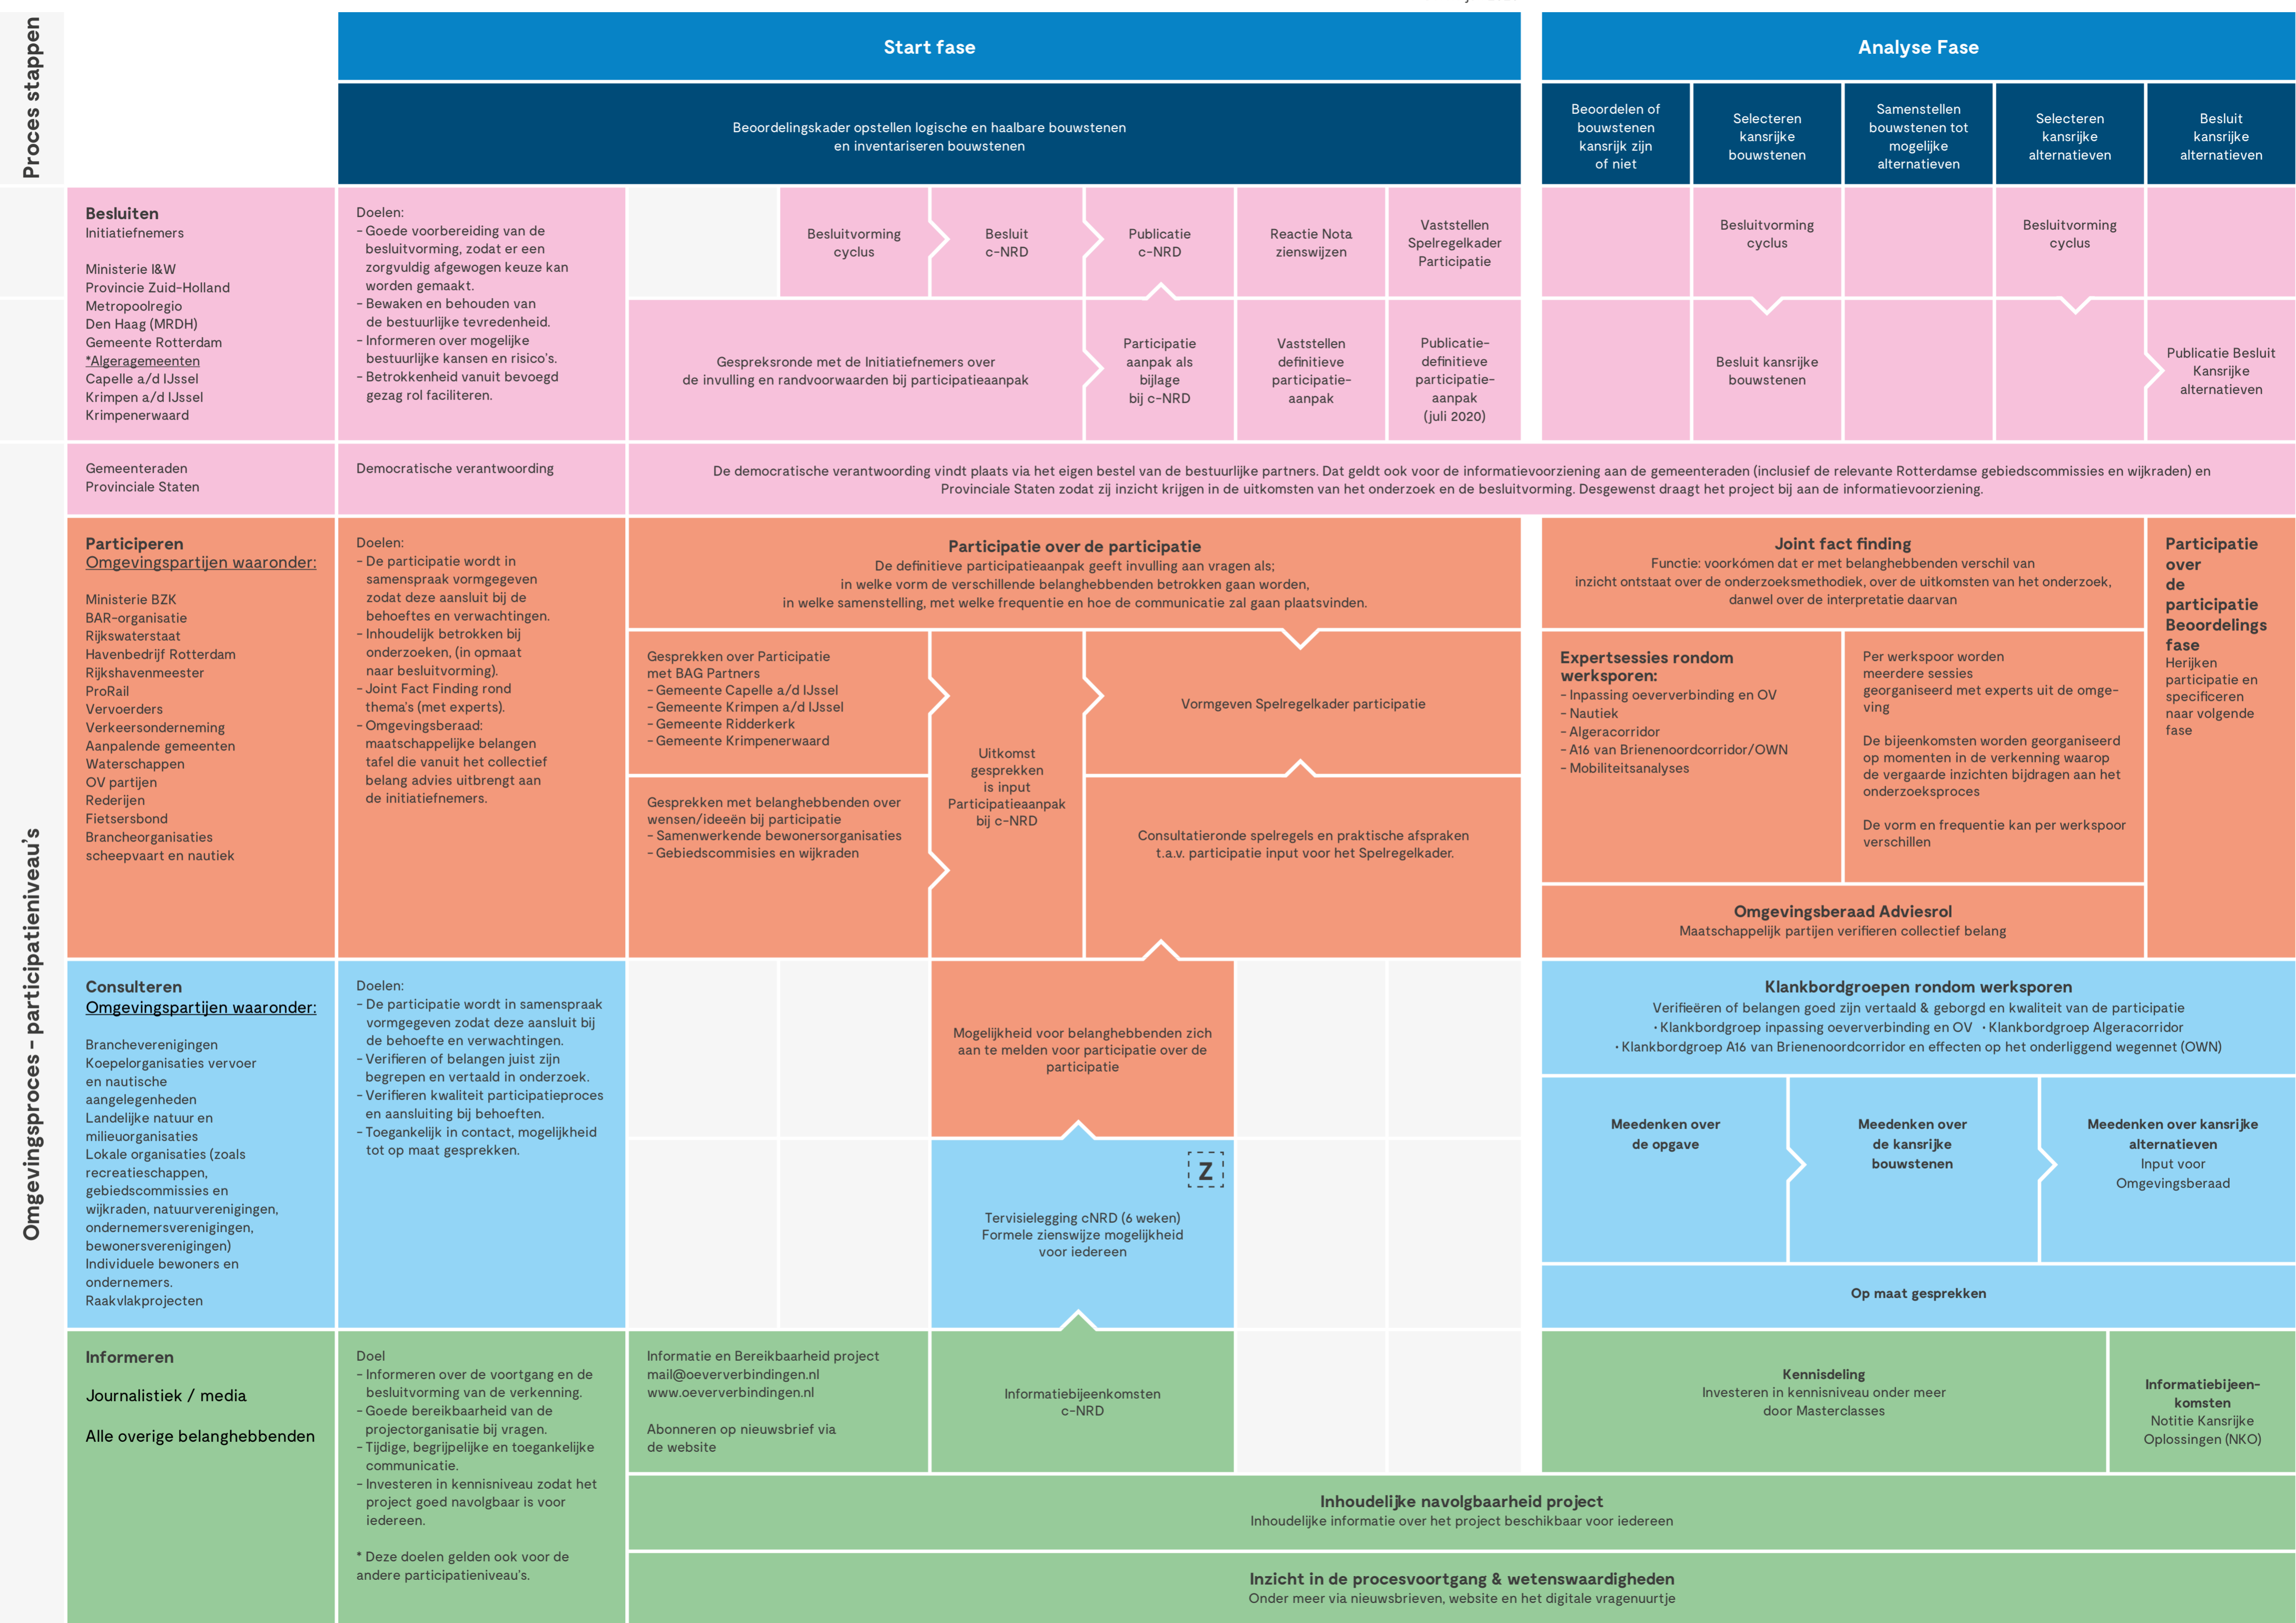 Proces stappen
Start fase
Analyse Fase
Beoordelingskader opstellen logische en haalbare bouwstenen
en inventariseren bouwstenen
Beoordelen of
bouwstenen
kansrijk zijn
of niet
Selecteren
kansrijke
bouwstenen
Samenstellen
bouwstenen tot
mogelijke
alternatieven
Selecteren
kansrijke
alternatieven
Besluit
kansrijke
alternatieven
Besluiten
Initiatiefnemers
Ministerie I&W
Provincie Zuid-Holland
Metropoolregio
Den Haag (MRDH)
Gemeente Rotterdam
*Algeragemeenten
Capelle a/d IJssel
Krimpen a/d IJssel
Krimpenerwaard
Doelen:
- Goede voorbereiding van de
besluitvorming, zodat er een
zorgvuldig afgewogen keuze kan
worden gemaakt.
- Bewaken en behouden van
de bestuurlijke tevredenheid.
- Informeren over mogelijke
bestuurlijke kansen en risico's.
- Betrokkenheid vanuit bevoegd
gezag rol faciliteren.
Besluitvorming
cyclus
Besluit
c-NRD
Publicatie
c-NRD
Reactie Nota
zienswijzen
Vaststellen
Spelregelkader
Participatie
Besluitvorming
cyclus
Besluitvorming
cyclus
Gespreksronde met de Initiatiefnemers over
de invulling en randvoorwaarden bij participatieaanpak
Participatie
aanpak als
bijlage
bij c-NRD
Vaststellen
definitieve
participatie-
aanpak
Publicatie-
definitieve
participatie-
aanpak
(juli 2020)
Besluit kansrijke
bouwstenen
Publicatie Besluit
Kansrijke
alternatieven
Omgevingsproces - participatieniveau's
Gemeenteraden
Provinciale Staten
Democratische verantwoording
De democratische verantwoording vindt plaats via het eigen bestel van de bestuurlijke partners. Dat geldt ook voor de informatievoorziening aan de gemeenteraden (inclusief de relevante Rotterdamse gebiedscommissies en wijkraden) en
Provinciale Staten zodat zij inzicht krijgen in de uitkomsten van het onderzoek en de besluitvorming. Desgewenst draagt het project bij aan de informatievoorziening.
Participeren
Omgevingspartijen waaronder:
Ministerie BZK
BAR-organisatie
Rijkswaterstaat
Havenbedrijf Rotterdam
Rijkshavenmeester
ProRail
Vervoerders
Verkeersonderneming
Aanpalende gemeenten
Waterschappen
OV partijen
Rederijen
Fietsersbond
Brancheorganisaties
scheepvaart en nautiek
Doelen:
- De participatie wordt in
samenspraak vormgegeven
zodat deze aansluit bij de
behoeftes en verwachtingen.
- Inhoudelijk betrokken bij
onderzoeken, (in opmaat
naar besluitvorming).
- Joint Fact Finding rond
thema's (met experts).
- Omgevingsberaad:
maatschappelijke belangen
tafel die vanuit het collectief
belang advies uitbrengt aan
de initiatiefnemers.
Participatie over de participatie
De definitieve participatieaanpak geeft invulling aan vragen als;
in welke vorm de verschillende belanghebbenden betrokken gaan worden,
in welke samenstelling, met welke frequentie en hoe de communicatie zal gaan plaatsvinden.
Gesprekken over Participatie
met BAG Partners
- Gemeente Capelle a/d IJssel
- Gemeente Krimpen a/d IJssel
- Gemeente Ridderkerk
- Gemeente Krimpenerwaard
Gesprekken met belanghebbenden over
wensen/ideeën bij participatie
- Samenwerkende bewonersorganisaties
- Gebiedscommisies en wijkraden
Uitkomst
gesprekken
is input
Participatieaanpak
bij c-NRD
Vormgeven Spelregelkader participatie
Consultatieronde spelregels en praktische afspraken
t.a.v. participatie input voor het Spelregelkader.
Joint fact finding
Functie: voorkómen dat er met belanghebbenden verschil van
inzicht ontstaat over de onderzoeksmethodiek, over de uitkomsten van het onderzoek,
danwel over de interpretatie daarvan
Expertsessies rondom
werksporen:
- Inpassing oeververbinding en OV
- Nautiek
- Algeracorridor
- A16 van Brienenoordcorridor/OWN
- Mobiliteitsanalyses
Per werkspoor worden
meerdere sessies
georganiseerd met experts uit de omge-
ving
De bijeenkomsten worden georganiseerd
op momenten in de verkenning waarop
de vergaarde inzichten bijdragen aan het
onderzoeksproces
De vorm en frequentie kan per werkspoor
verschillen
Omgevingsberaad Adviesrol
Maatschappelijk partijen verifieren collectief belang
Participatie
over
de
participatie
Beoordelings
fase
Herijken
participatie en
specificeren
naar volgende
fase
Consulteren
Omgevingspartijen waaronder:
Brancheverenigingen
Koepelorganisaties vervoer
en nautische
aangelegenheden
Landelijke natuur en
milieuorganisaties
Lokale organisaties (zoals
recreatieschappen,
gebiedscommissies en
wijkraden, natuurverenigingen,
ondernemersverenigingen,
bewonersverenigingen)
Individuele bewoners en
ondernemers.
Raakvlakprojecten
Doelen:
- De participatie wordt in samenspraak
vormgegeven zodat deze aansluit bij
de behoefte en verwachtingen.
- Verifieren of belangen juist zijn
begrepen en vertaald in onderzoek.
- Verifieren kwaliteit participatieproces
en aansluiting bij behoeften.
- Toegankelijk in contact, mogelijkheid
tot op maat gesprekken.
Mogelijkheid voor belanghebbenden zich
aan te melden voor participatie over de
participatie
Z
Tervisielegging cNRD (6 weken)
Formele zienswijze mogelijkheid
voor iedereen
Klankbordgroepen rondom werksporen
Verifieëren of belangen goed zijn vertaald & geborgd en kwaliteit van de participatie
• Klankbordgroep inpassing oeververbinding en OV • Klankbordgroep Algeracorridor
• Klankbordgroep A16 van Brienenoordcorridor en effecten op het onderliggend wegennet (OWN)
Meedenken over
de opgave
Meedenken over
de kansrijke
bouwstenen
Meedenken over kansrijke
alternatieven
Input voor
Omgevingsberaad
Op maat gesprekken
Informeren
Journalistiek / media
Alle overige belanghebbenden
Doel
- Informeren over de voortgang en de
besluitvorming van de verkenning.
- Goede bereikbaarheid van de
projectorganisatie bij vragen.
- Tijdige, begrijpelijke en toegankelijke
communicatie.
- Investeren in kennisniveau zodat het
project goed navolgbaar is voor
iedereen.
* Deze doelen gelden ook voor de
andere participatieniveau's.
Informatie en Bereikbaarheid project
mail@oeververbindingen.nl
www.oeververbindingen.nl
Abonneren op nieuwsbrief via
de website
Informatiebijeenkomsten
c-NRD
Kennisdeling
Investeren in kennisniveau onder meer
door Masterclasses
Informatiebijeen-
komsten
Notitie Kansrijke
Oplossingen (NKO)
Inhoudelijke navolgbaarheid project
Inhoudelijke informatie over het project beschikbaar voor iedereen
Inzicht in de procesvoortgang & wetenswaardigheden
Onder meer via nieuwsbrieven, website en het digitale vragenuurtje